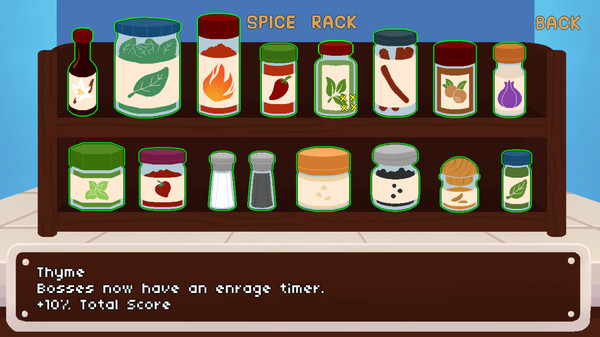 SPICE RACK
BACK
Thyme
Bosses now have an enrage timer.
+10% Total Score